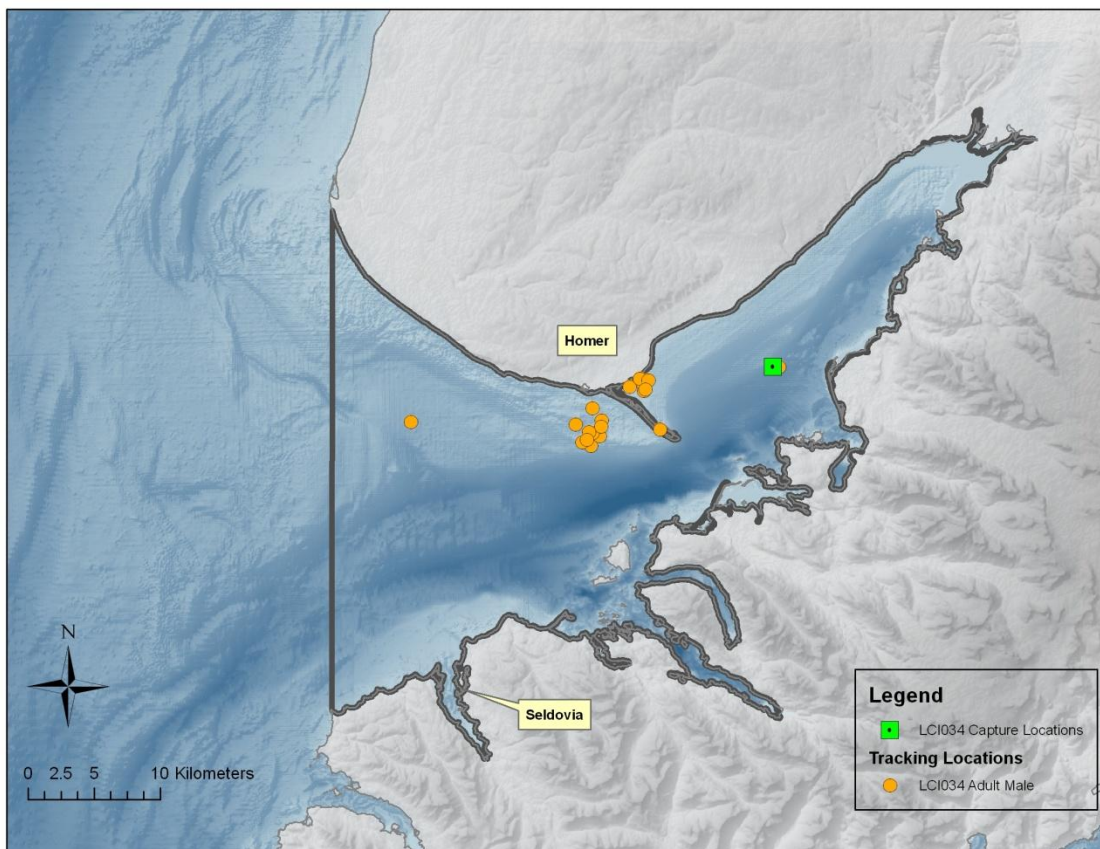 Homer
N
Seldovia
0 2.5 5 10 Kilometers
Legend
LCI034 Capture Locations
Tracking Locations
LCI034 Adult Male